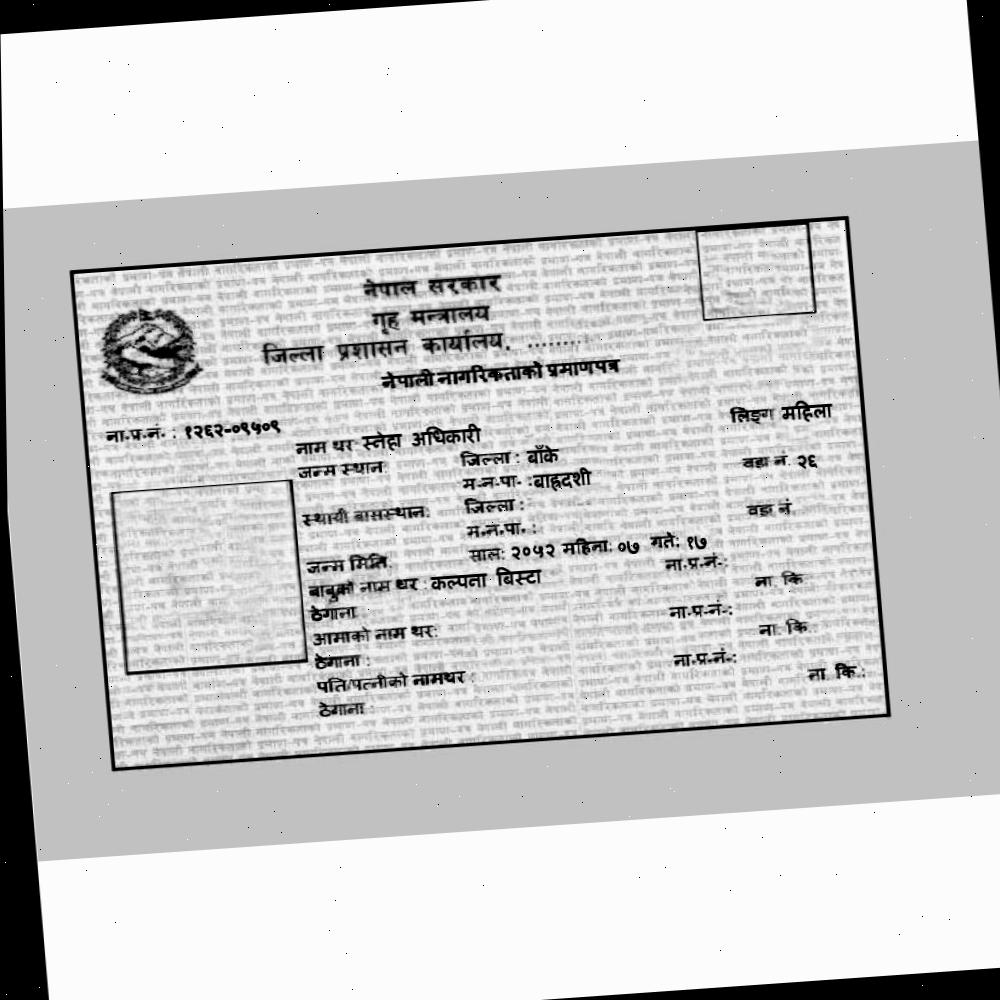 नेपाल सरकार
गृह मन्त्रालय
जिल्ला प्रशासन कार्यालय, .........
नेपाली नागरिकताको प्रमाणपत्र
ना.प्र.नं. : १२६२-०९५०९
लिङ्ग महिला
नाम थर स्नेहा अधिकारी
जन्म स्थान: जिल्ला : बाँके
म.न.पा. :बाह्रदशी वडा नं. २६
स्थायी बासस्थान: जिल्ला :
म.न.पा. : वडा नं.
जन्म मिति: साल: २०५२ महिना: ०७ गते: १७
बाबुको नाम थर : कल्पना बिस्टा ना.प्र.नं.:
ठेगाना ना. कि
आमाको नाम थर: ना.प्र.नं.:
ठेगाना : ना. कि.:
पति/पत्नीको नामथर : ना.प्र.नं.:
ठेगाना : ना. कि.: